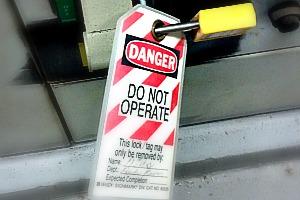 DANGER
DO NOT
OPERATE
This lock / tag may
only be removed by:
Name
Dept.
Expected Completion